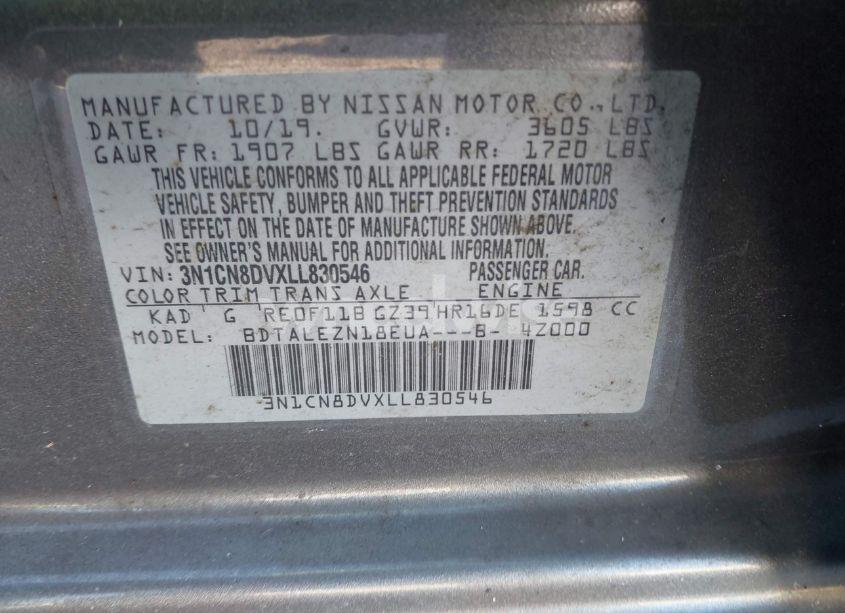 MANUFACTURED BY NISSAN MOTOR CO., LTD.
DATE: 10/19. GVWR: 3605 LBS
GAWR FR: 1907 LBS GAWR RR: 1720 LBS
THIS VEHICLE CONFORMS TO ALL APPLICABLE FEDERAL MOTOR
VEHICLE SAFETY, BUMPER AND THEFT PREVENTION STANDARDS
IN EFFECT ON THE DATE OF MANUFACTURE SHOWN ABOVE.
SEE OWNER'S MANUAL FOR ADDITIONAL INFORMATION.
VIN: 3N1CN8DVXLL830546 PASSENGER CAR.
COLOR TRIM TRANS AXLE ENGINE
KAD G RE0F11B GZ39 HR16DE 1598 CC
MODEL: BDTALEZN18EUA---B- 4Z000
3N1CN8DVXLL830546